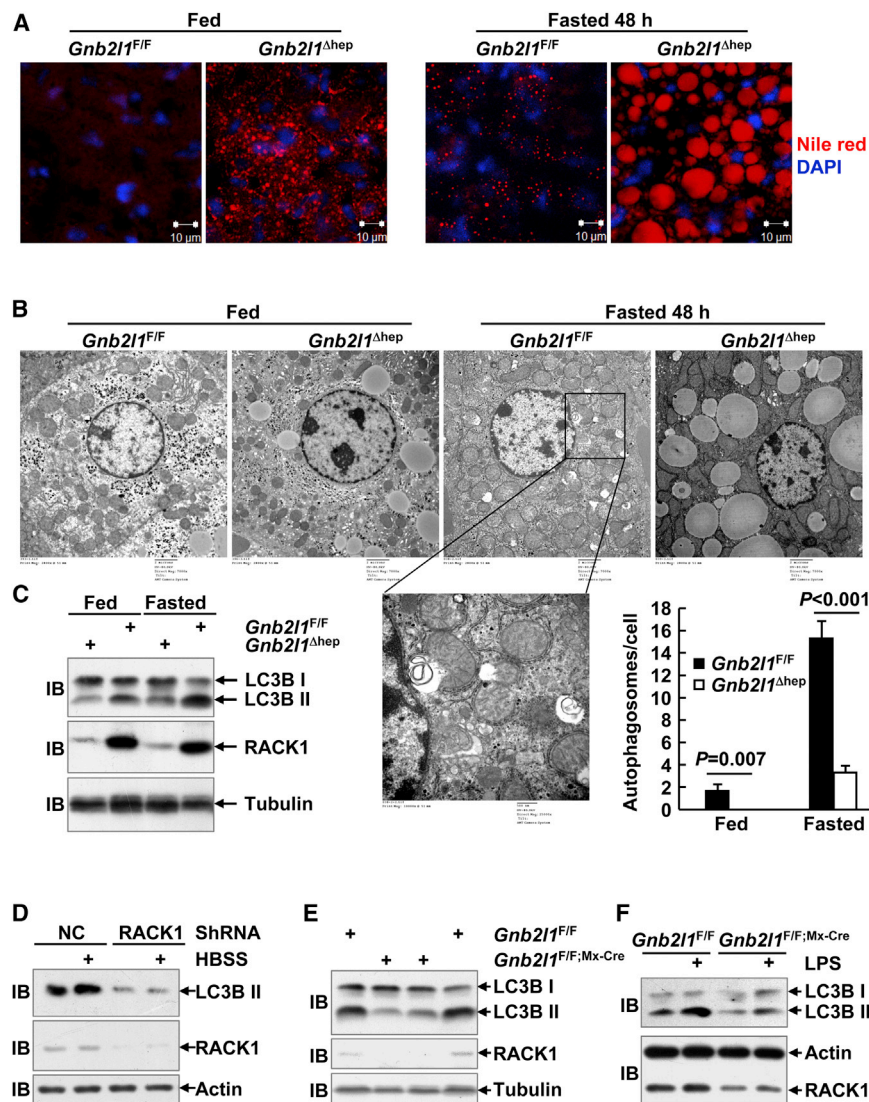 A
Fed
Fasted 48 h
Gnb2l1F/F
Gnb2l1Δhep
Gnb2l1F/F
Gnb2l1Δhep
Nile red
DAPI
10 µm
10 µm
10 µm
10 µm
B
Fed
Fasted 48 h
Gnb2l1F/F
Gnb2l1Δhep
Gnb2l1F/F
Gnb2l1Δhep
C
Fed Fasted
+ Gnb2l1F/F
+ + Gnb2l1Δhep
IB LC3B I
LC3B II
IB RACK1
IB Tubulin
Autophagosomes/cell
18
16
14
12
10
8
6
4
2
0
P<0.001
Gnb2l1F/F
Gnb2l1Δhep
P=0.007
Fed Fasted
D
NC RACK1 ShRNA
+ + HBSS
IB LC3B II
IB RACK1
IB Actin
E
+ + Gnb2l1F/F
+ + Gnb2l1F/F;Mx-Cre
IB LC3B I
LC3B II
IB RACK1
IB Tubulin
F
Gnb2l1F/F Gnb2l1F/F;Mx-Cre
+ + LPS
IB LC3B I
LC3B II
IB Actin
RACK1